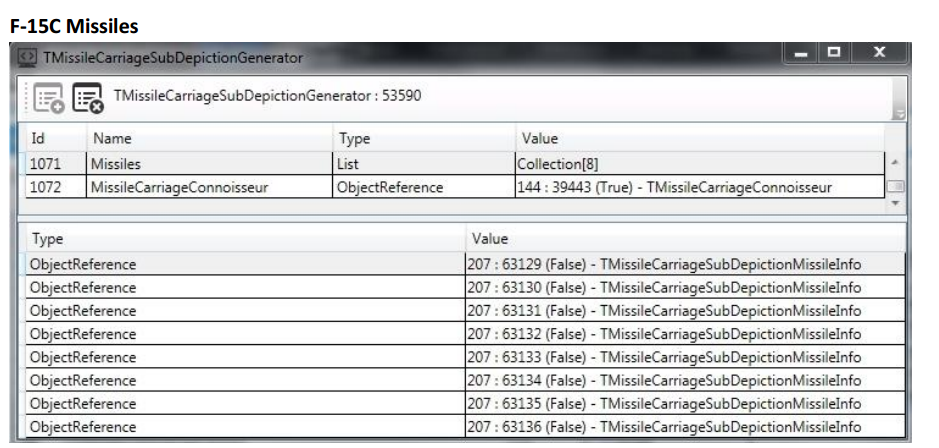 F-15C Missiles
TMissileCarriageSubDepictionGenerator
TMissileCarriageSubDepictionGenerator : 53590
Id Name Type Value
1071 Missiles List Collection[8]
1072 MissileCarriageConnoisseur ObjectReference 144 : 39443 (True) - TMissileCarriageConnoisseur
Type Value
ObjectReference 207 : 63129 (False) - TMissileCarriageSubDepictionMissileInfo
ObjectReference 207 : 63130 (False) - TMissileCarriageSubDepictionMissileInfo
ObjectReference 207 : 63131 (False) - TMissileCarriageSubDepictionMissileInfo
ObjectReference 207 : 63132 (False) - TMissileCarriageSubDepictionMissileInfo
ObjectReference 207 : 63133 (False) - TMissileCarriageSubDepictionMissileInfo
ObjectReference 207 : 63134 (False) - TMissileCarriageSubDepictionMissileInfo
ObjectReference 207 : 63135 (False) - TMissileCarriageSubDepictionMissileInfo
ObjectReference 207 : 63136 (False) - TMissileCarriageSubDepictionMissileInfo